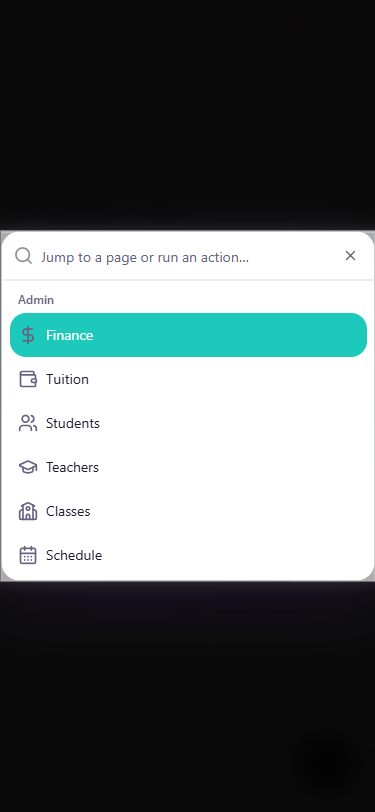 Jump to a page or run an action...
Admin
Finance
Tuition
Students
Teachers
Classes
Schedule